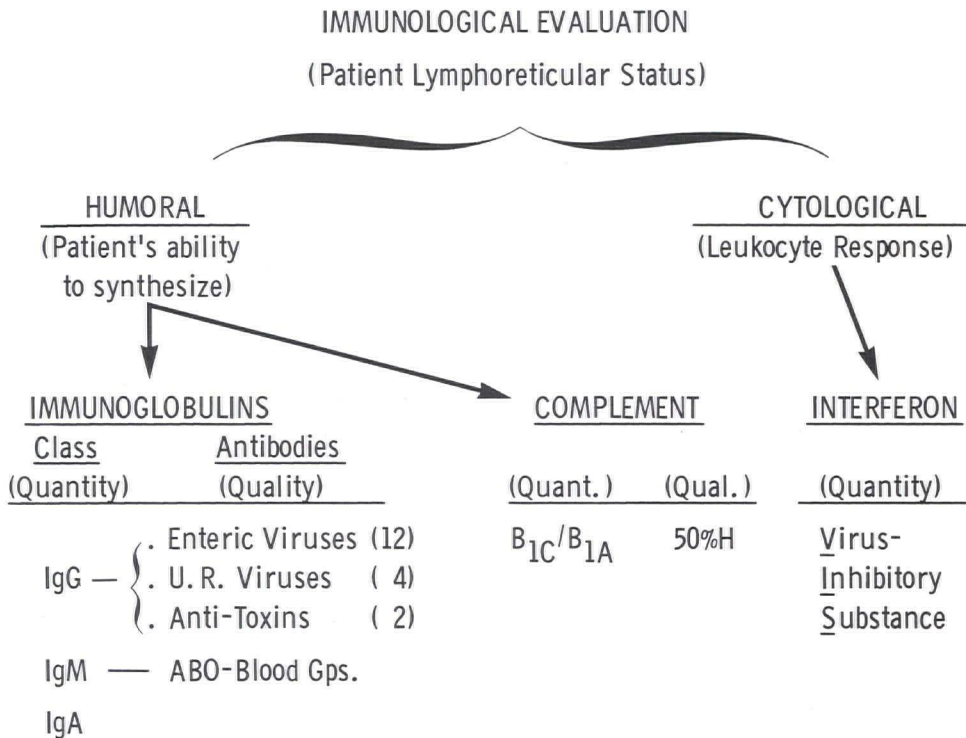 IMMUNOLOGICAL EVALUATION
(Patient Lymphoreticular Status)
HUMORAL
(Patient's ability
to synthesize)
CYTOLOGICAL
(Leukocyte Response)
IMMUNOGLOBULINS
Class Antibodies
(Quantity) (Quality)
IgG — . Enteric Viruses (12)
. U.R. Viruses ( 4)
. Anti-Toxins ( 2)
IgM — ABO-Blood Gps.
IgA
COMPLEMENT
(Quant.) (Qual.)
B1C/B1A 50%H
INTERFERON
(Quantity)
Virus-
Inhibitory
Substance